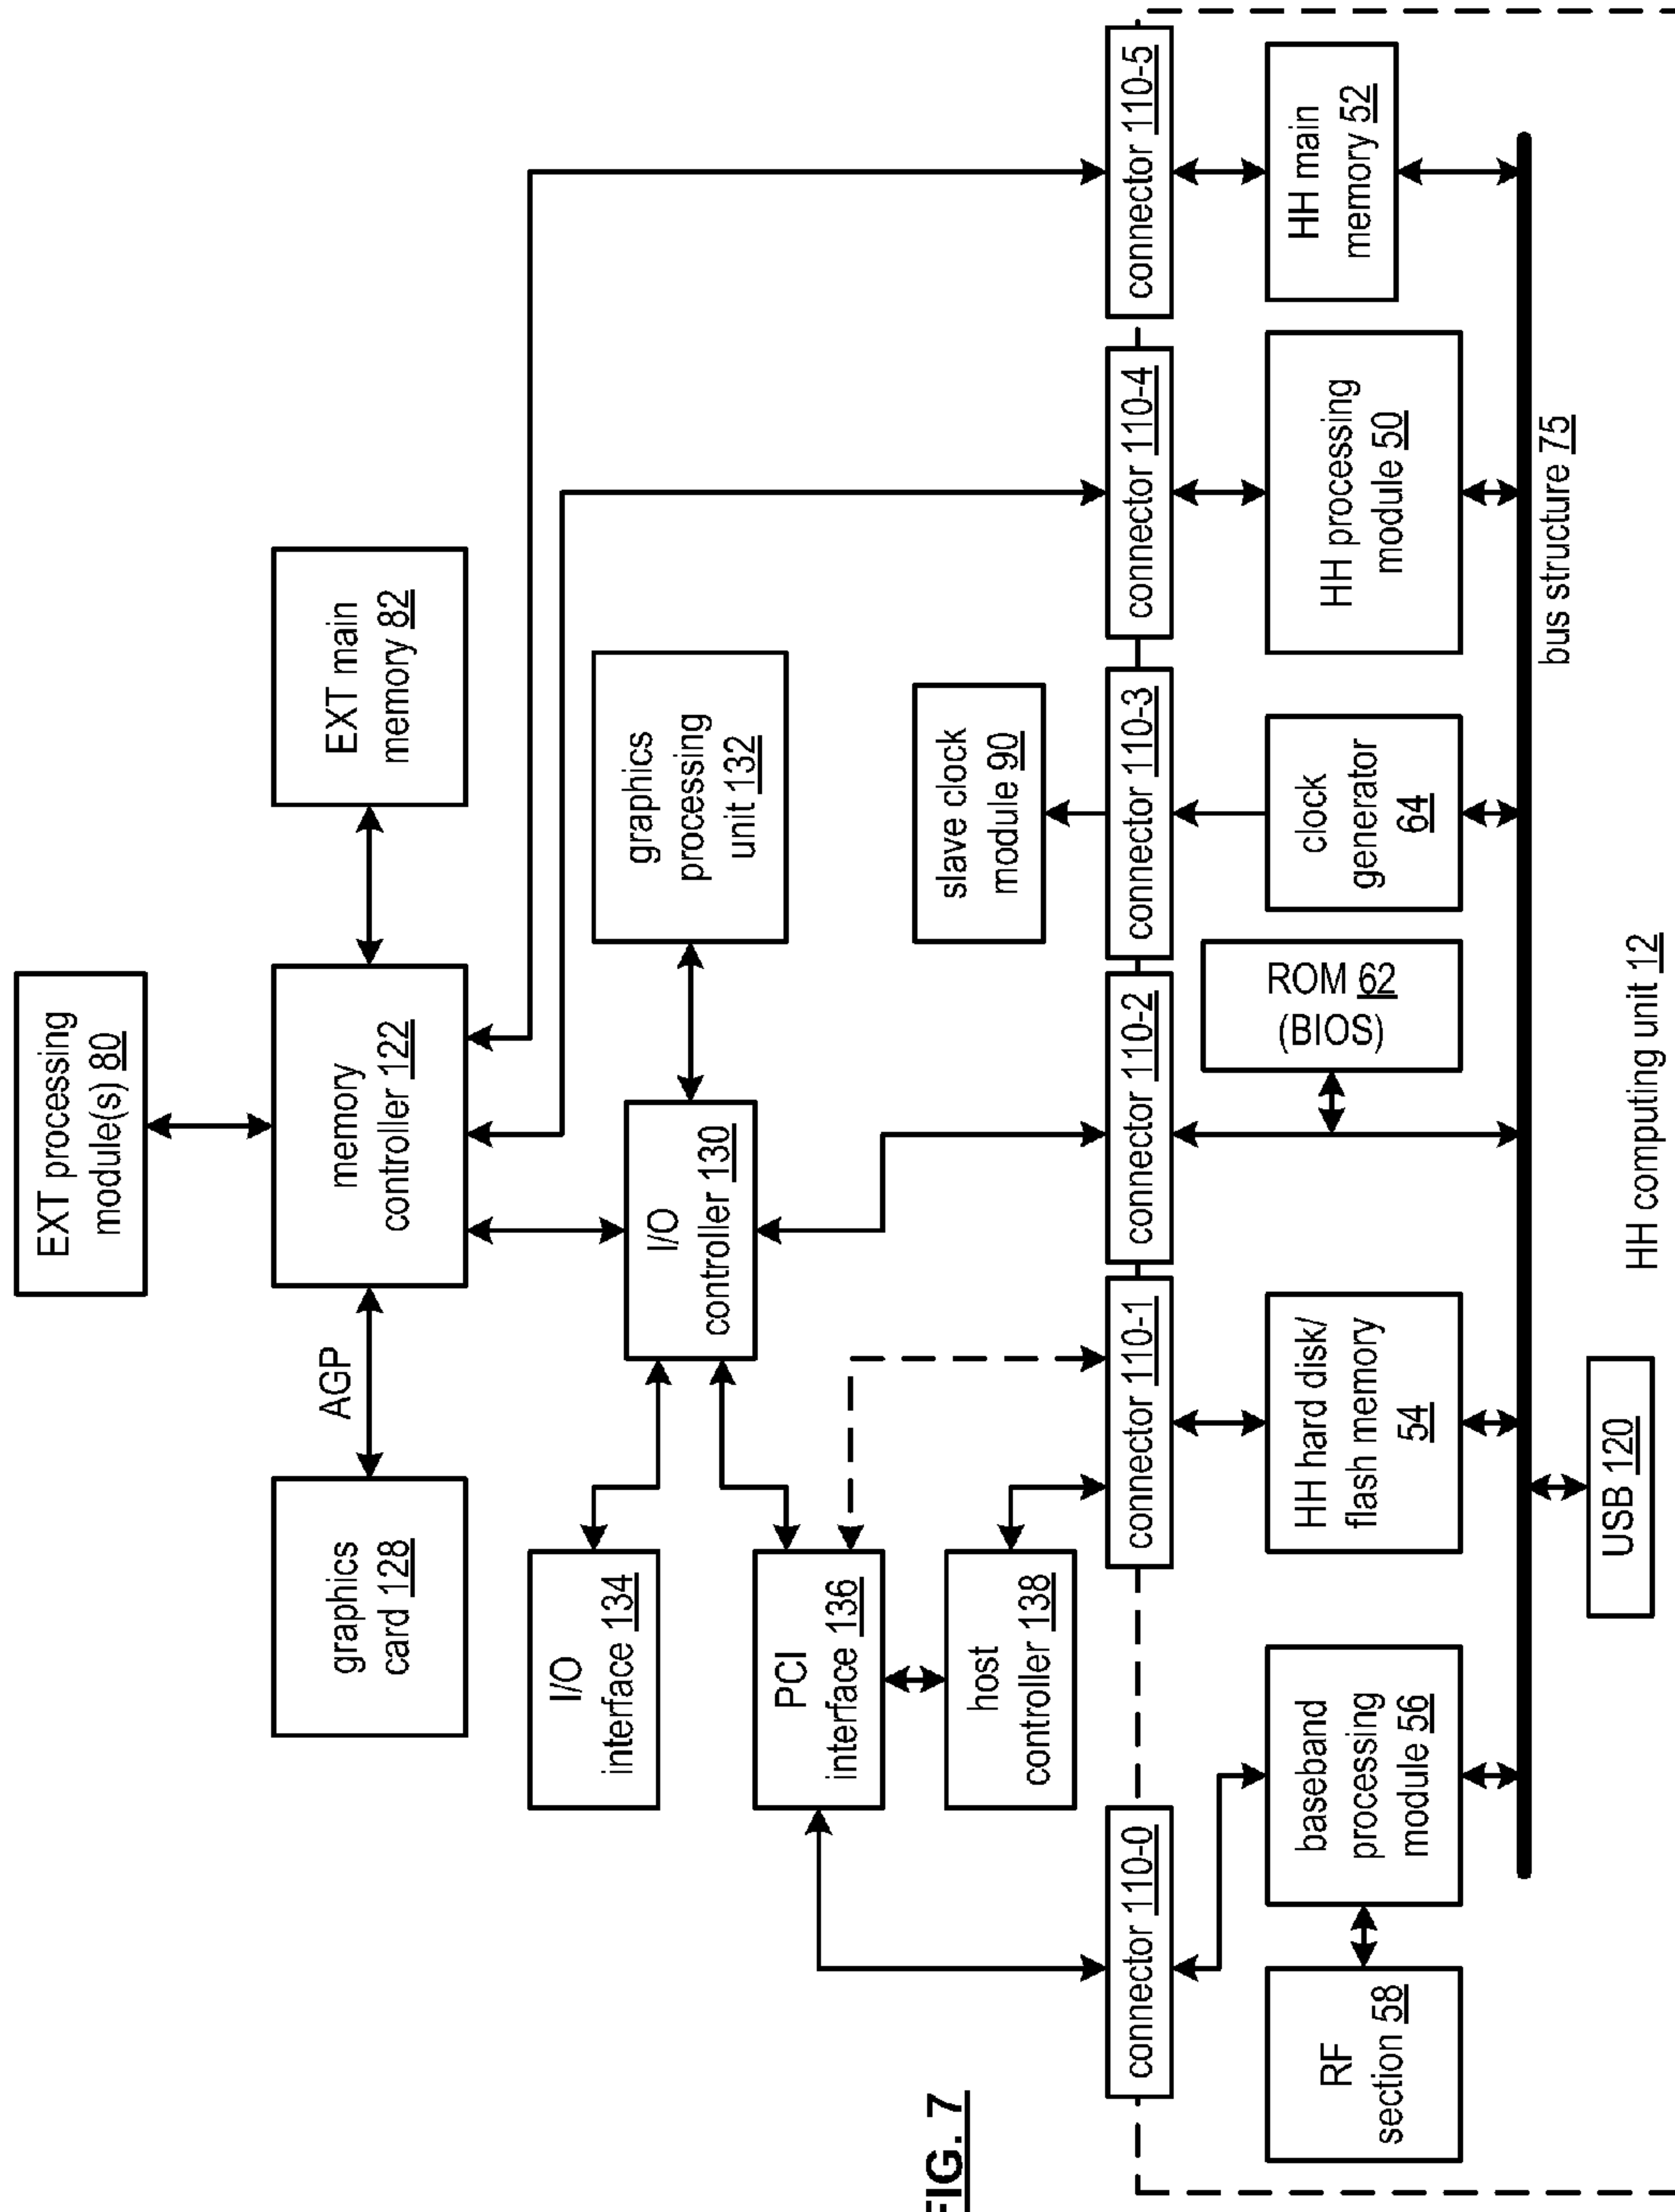 EXT processing
module(s) 80
graphics
card 128
AGP
memory
controller 122
EXT main
memory 82
I/O
interface 134
I/O
controller 130
graphics
processing
unit 132
PCI
interface 136
host
controller 138
slave clock
module 90
FIG. 7
connector 110-0
connector 110-1
connector 110-2
connector 110-3
connector 110-4
connector 110-5
RF
section 58
baseband
processing
module 56
HH hard disk/
flash memory
54
ROM 62
(BIOS)
clock
generator
64
HH processing
module 50
HH main
memory 52
bus structure 75
USB 120
HH computing unit 12